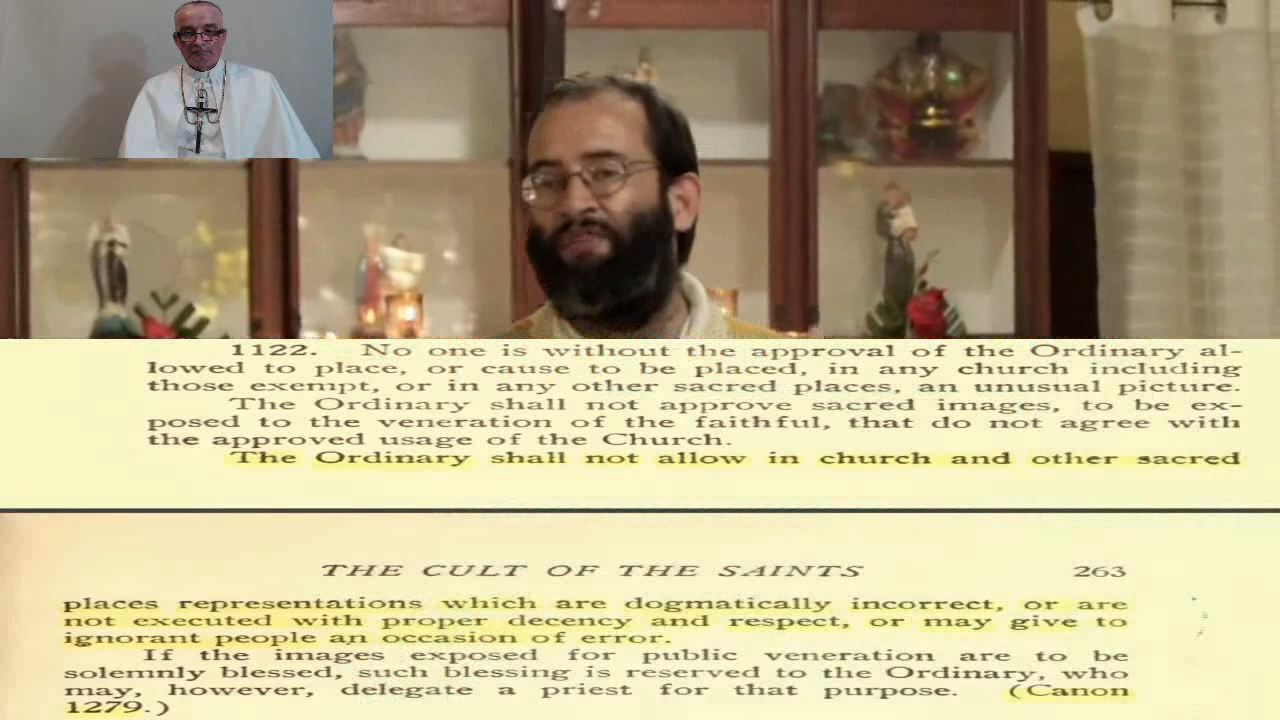 1122. No one is without the approval of the Ordinary al-
lowed to place, or cause to be placed, in any church including
those exempt, or in any other sacred places, an unusual picture.
The Ordinary shall not approve sacred images, to be ex-
posed to the veneration of the faithful, that do not agree with
the approved usage of the Church.
The Ordinary shall not allow in church and other sacred
THE CULT OF THE SAINTS 263
places representations which are dogmatically incorrect, or are
not executed with proper decency and respect, or may give to
ignorant people an occasion of error.
If the images exposed for public veneration are to be
solemnly blessed, such blessing is reserved to the Ordinary, who
may, however, delegate a priest for that purpose. (Canon
1279.)